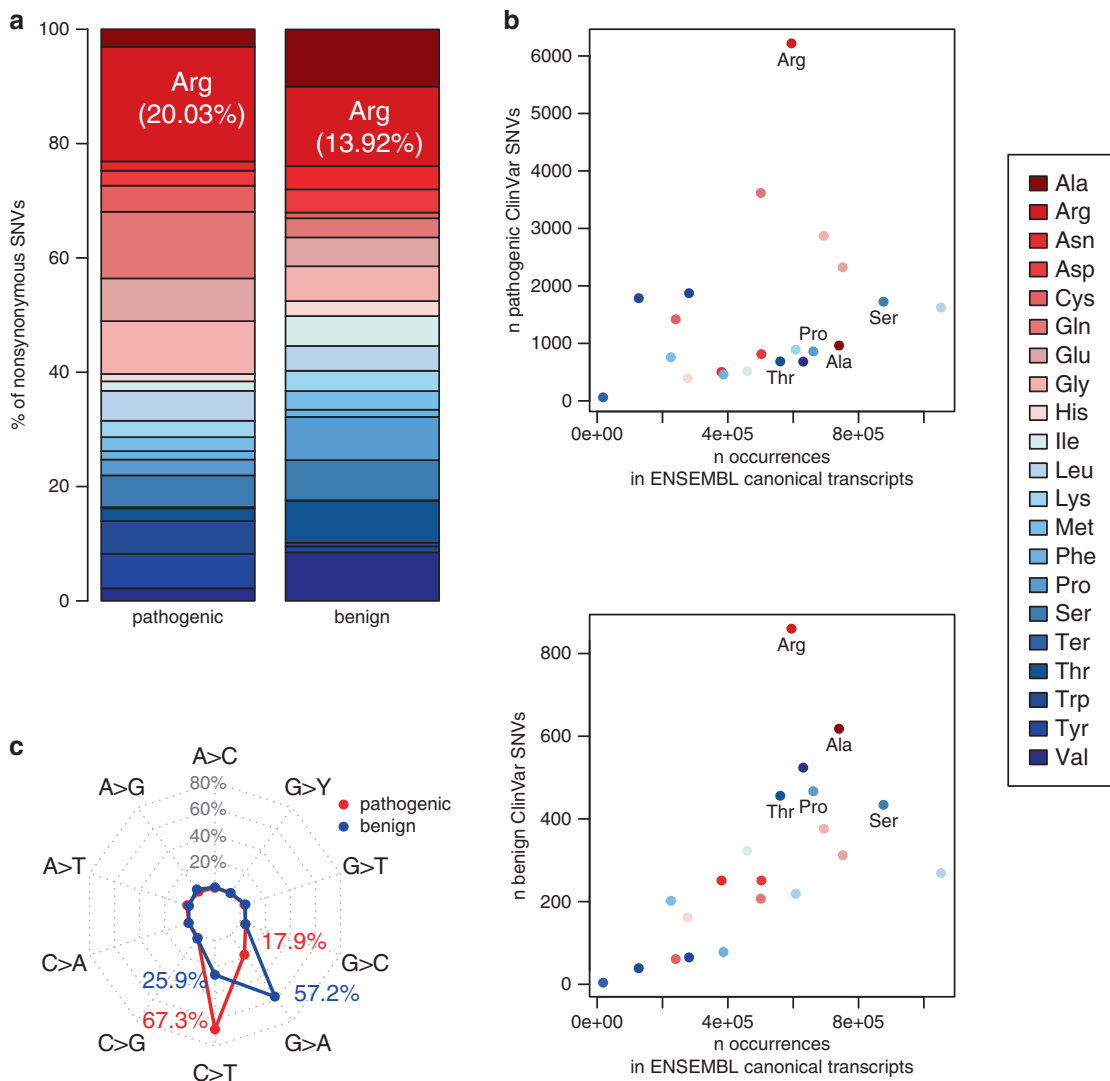 a
% of nonsynonymous SNVs
100
80
60
40
20
0
Arg
(20.03%)
Arg
(13.92%)
pathogenic
benign
b
n pathogenic ClinVar SNVs
6000
5000
4000
3000
2000
1000
0
Arg
Pro
Ser
Thr
Ala
0e+00
4e+05
8e+05
n occurrences
in ENSEMBL canonical transcripts
n benign ClinVar SNVs
800
600
400
200
0
Arg
Ala
Thr
Pro
Ser
0e+00
4e+05
8e+05
n occurrences
in ENSEMBL canonical transcripts
Ala
Arg
Asn
Asp
Cys
Gln
Glu
Gly
His
Ile
Leu
Lys
Met
Phe
Pro
Ser
Ter
Thr
Trp
Tyr
Val
c
A>C
A>G
G>Y
80%
60%
40%
20%
pathogenic
benign
A>T
G>T
C>A
G>C
17.9%
25.9%
57.2%
67.3%
C>G
G>A
C>T